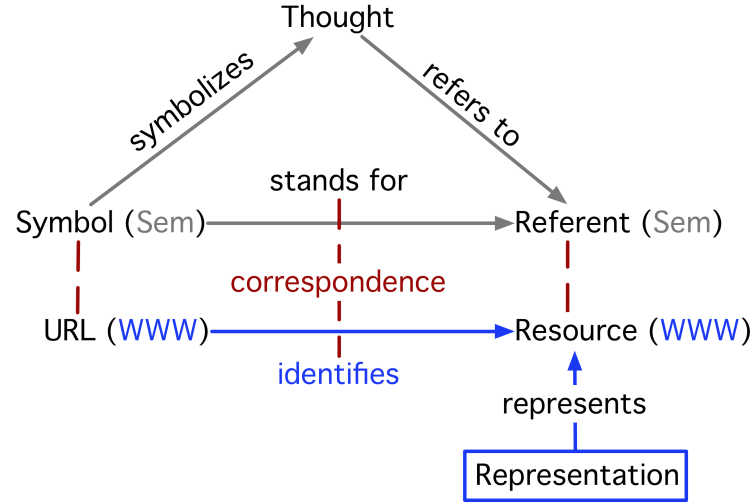 Thought
symbolizes
refers to
stands for
Symbol (Sem)
Referent (Sem)
correspondence
URL (WWW)
Resource (WWW)
identifies
represents
Representation